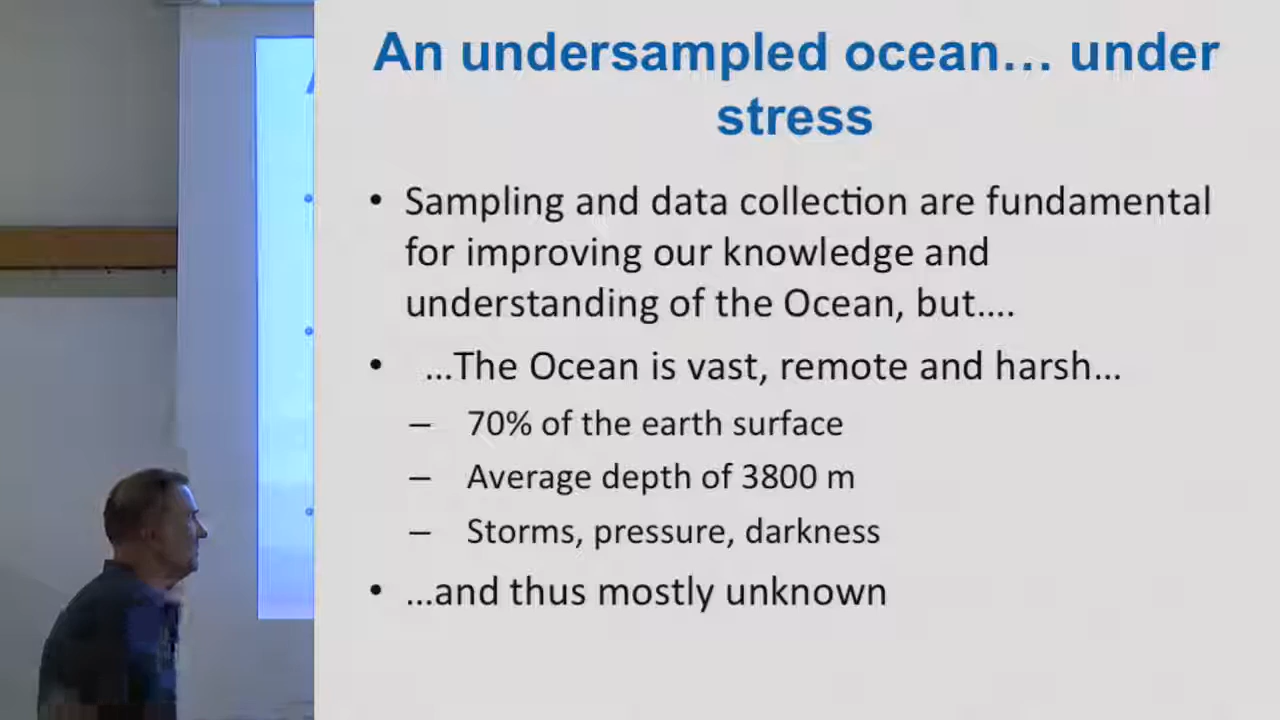 An undersampled ocean… under
stress
• Sampling and data collection are fundamental
for improving our knowledge and
understanding of the Ocean, but….
• …The Ocean is vast, remote and harsh…
– 70% of the earth surface
– Average depth of 3800 m
– Storms, pressure, darkness
• …and thus mostly unknown